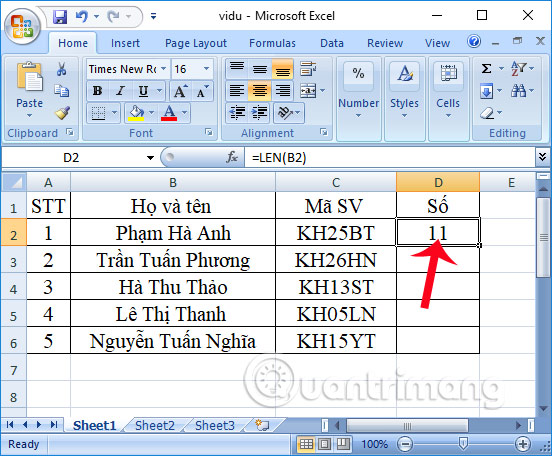 vidu - Microsoft Excel
Home Insert Page Layout Formulas Data Review View
Times New Ro 16
Paste
B I U A A
A
Σ
%
Number Styles Cells
Clipboard Font Alignment Editing
D2 fx =LEN(B2)
A B C D E
1 STT Họ và tên Mã SV Số
2 1 Phạm Hà Anh KH25BT 11
3 2 Trần Tuấn Phương KH26HN
4 3 Hà Thu Thảo KH13ST
5 4 Lê Thị Thanh KH05LN
6 5 Nguyễn Tuấn Nghĩa KH15YT
7
8
Quantrimang
Sheet1 Sheet2 Sheet3
Ready 100%